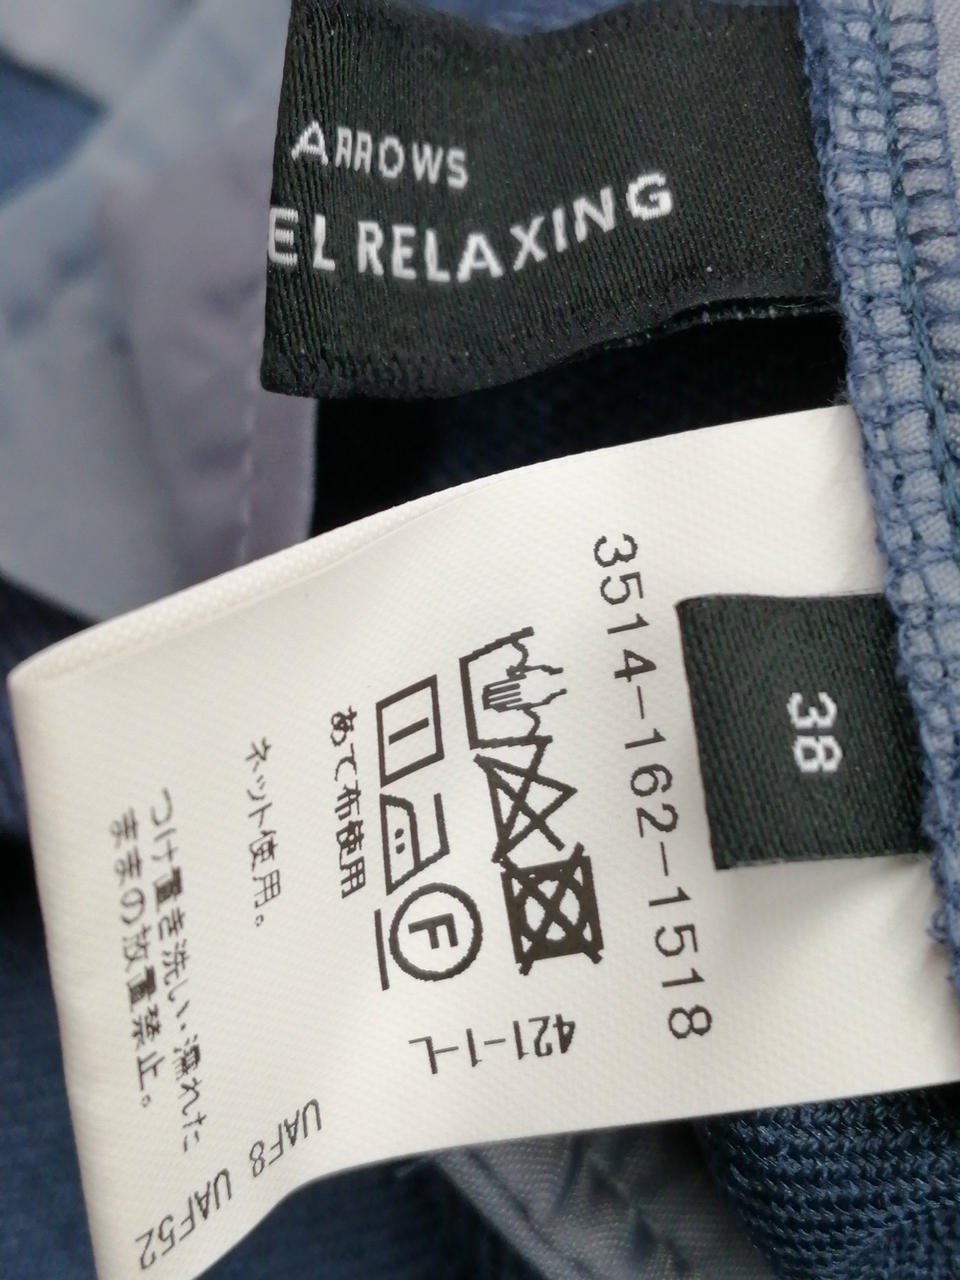 ARROWS
EL RELAXING
38
3514-162-1518
F
あて布使用
421-1-L
ネット使用。
つけ置き洗い・濡れた
ままの放置禁止。
UAF8 UAF52